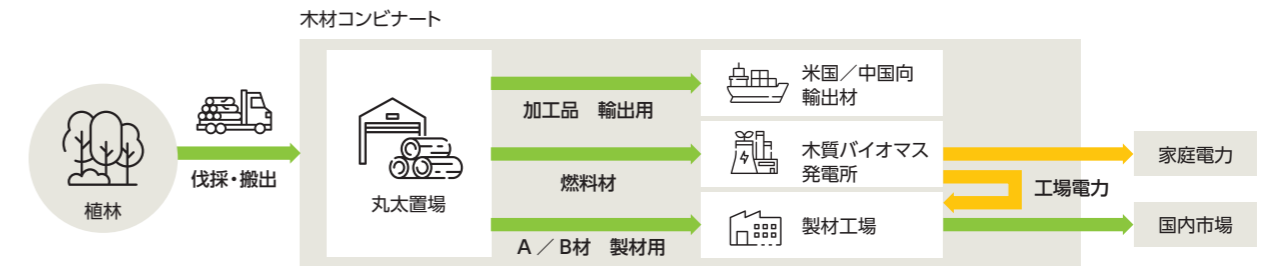 木材コンビナート
植林
伐採・搬出
丸太置場
加工品　輸出用
燃料材
A ／ B材　製材用
米国／中国向
輸出材
木質バイオマス
発電所
製材工場
工場電力
家庭電力
国内市場